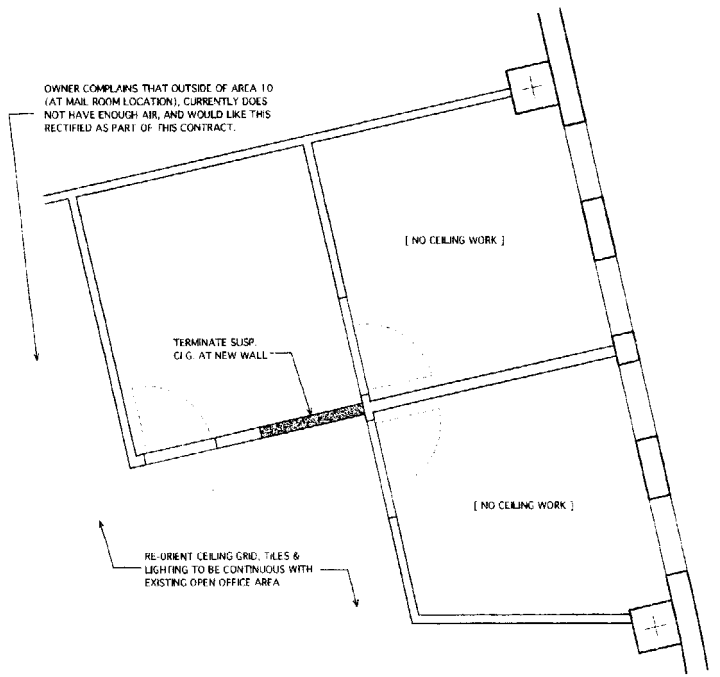 OWNER COMPLAINS THAT OUTSIDE OF AREA 10
(AT MAIL ROOM LOCATION), CURRENTLY DOES
NOT HAVE ENOUGH AIR, AND WOULD LIKE THIS
RECTIFIED AS PART OF THIS CONTRACT.
[ NO CEILING WORK ]
TERMINATE SUSP.
CLG. AT NEW WALL
[ NO CEILING WORK ]
RE-ORIENT CEILING GRID, TILES &
LIGHTING TO BE CONTINUOUS WITH
EXISTING OPEN OFFICE AREA